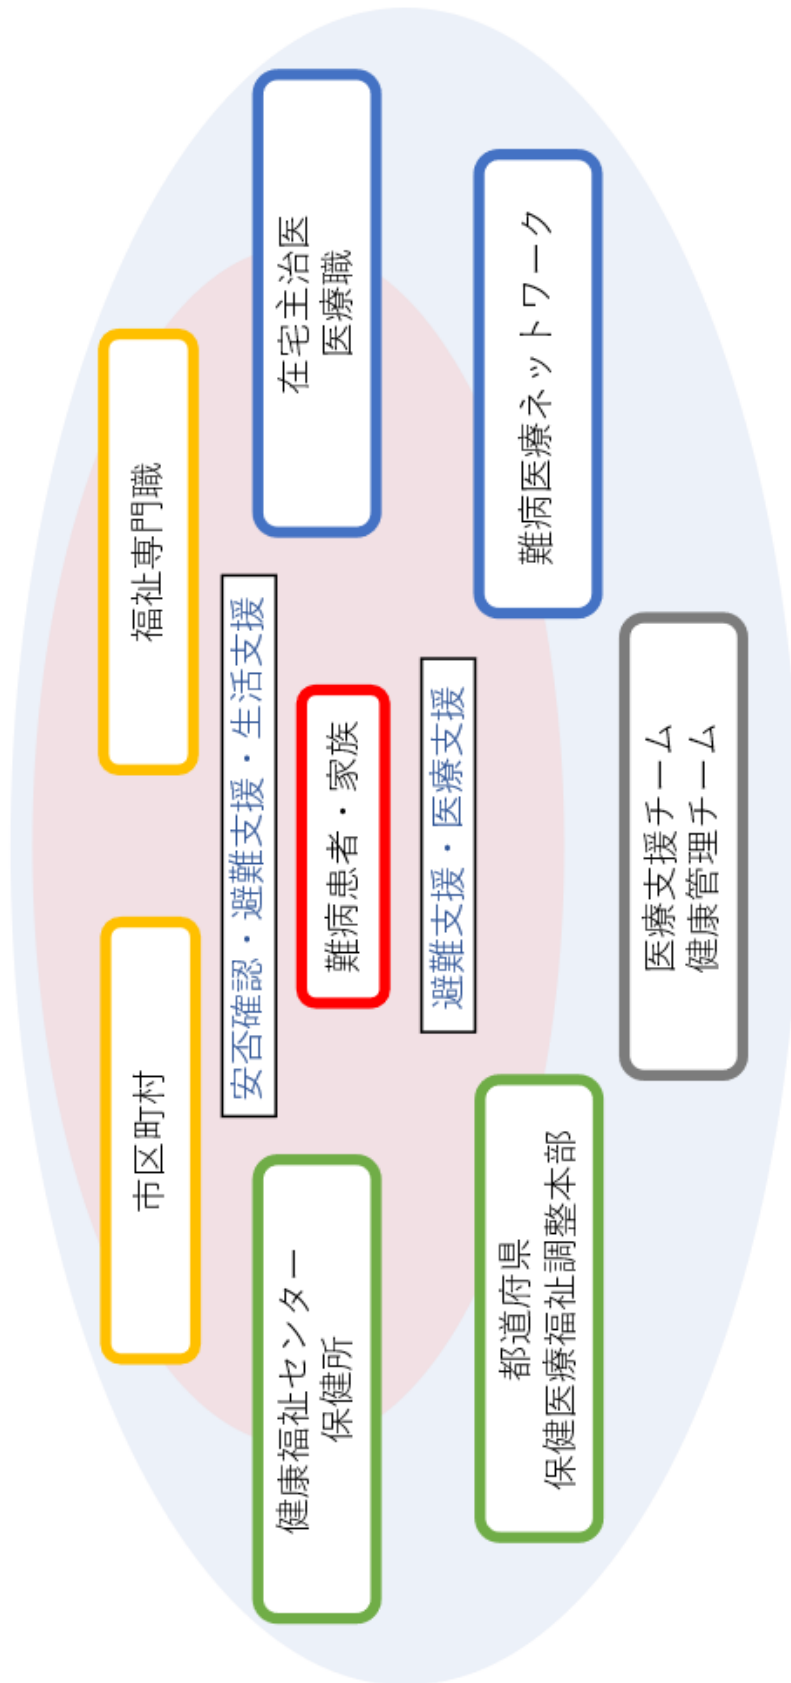 市区町村
福祉専門職
安否確認・避難支援・生活支援
健康福祉センター
保健所
在宅主治医
医療職
難病患者・家族
避難支援・医療支援
都道府県
保健医療福祉調整本部
難病医療ネットワーク
医療支援チーム
健康管理チーム